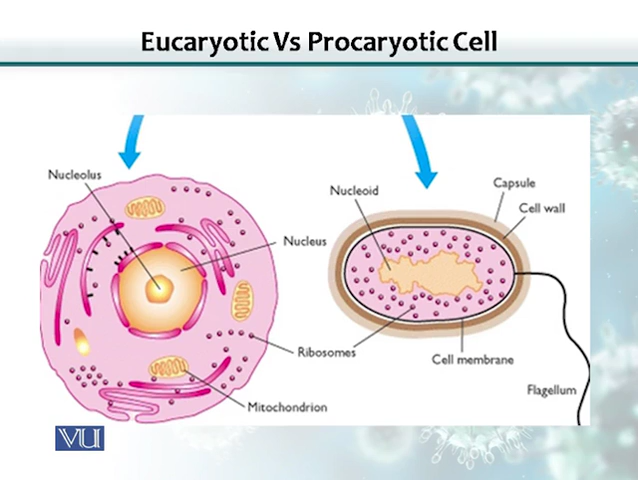 Eucaryotic Vs Procaryotic Cell
Nucleolus
Nucleus
Ribosomes
Mitochondrion
Nucleoid
Capsule
Cell wall
Cell membrane
Flagellum
VU